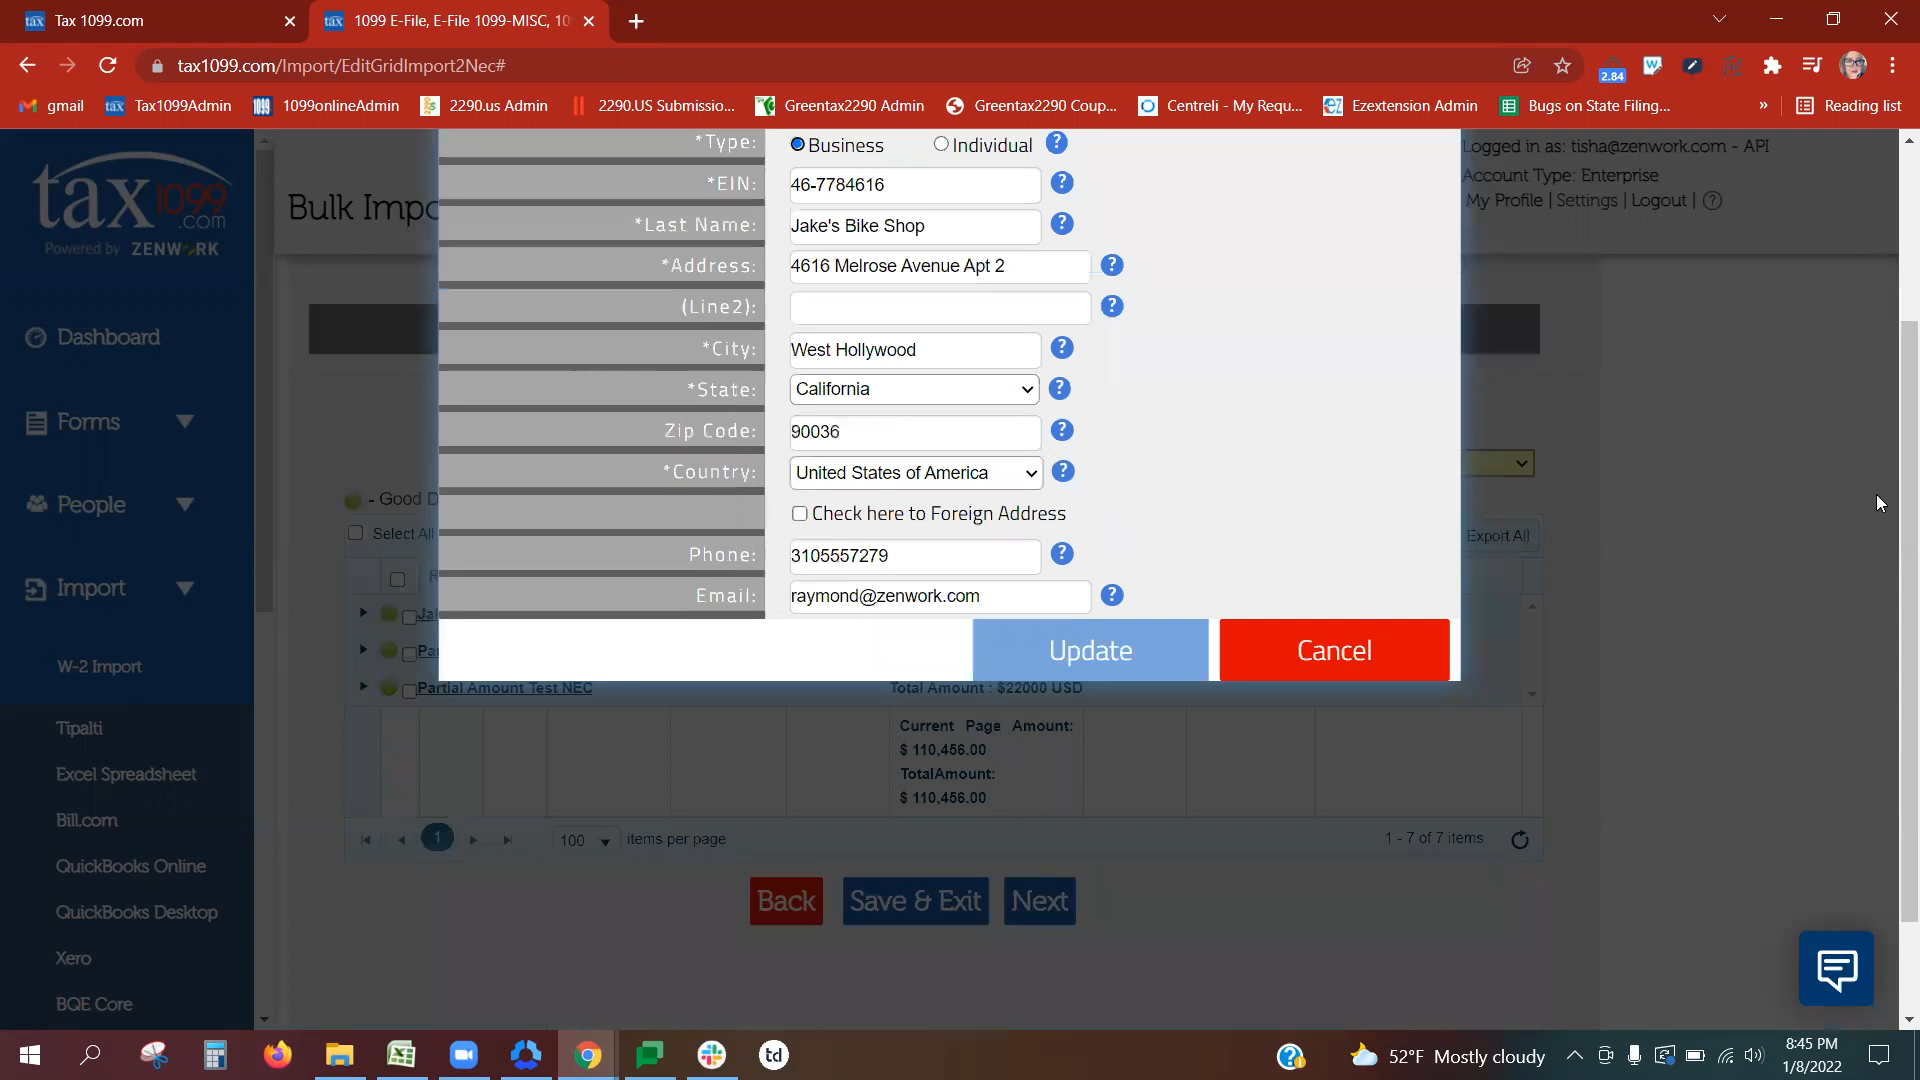 Tax 1099.com
1099 E-File, E-File 1099-MISC, 10
tax1099.com/Import/EditGridImport2Nec#
2.84
gmail
Tax1099Admin
1099onlineAdmin
2290.us Admin
2290.US Submissio...
Greentax2290 Admin
Greentax2290 Coup...
Centreli - My Requ...
Ezextension Admin
Bugs on State Filing...
»
Reading list
tax1099.com
Powered by ZENWORK
Bulk Impo
Logged in as: tisha@zenwork.com - API
Account Type: Enterprise
My Profile | Settings | Logout |
*Type: Business Individual
*EIN: 46-7784616
*Last Name: Jake's Bike Shop
*Address: 4616 Melrose Avenue Apt 2
(Line2):
*City: West Hollywood
*State: California
Zip Code: 90036
*Country: United States of America
Check here to Foreign Address
Phone: 3105557279
Email: raymond@zenwork.com
Update
Cancel
Dashboard
Forms
People
Import
W-2 Import
Tipalti
Excel Spreadsheet
Bill.com
QuickBooks Online
QuickBooks Desktop
Xero
BQE Core
- Good D
Select All
Export All
Ja
Pa
Partial Amount Test NEC
Total Amount : $22000 USD
Current Page Amount:
$ 110,456.00
TotalAmount:
$ 110,456.00
1
100
items per page
1 - 7 of 7 items
Back
Save & Exit
Next
td
52°F Mostly cloudy
8:45 PM
1/8/2022